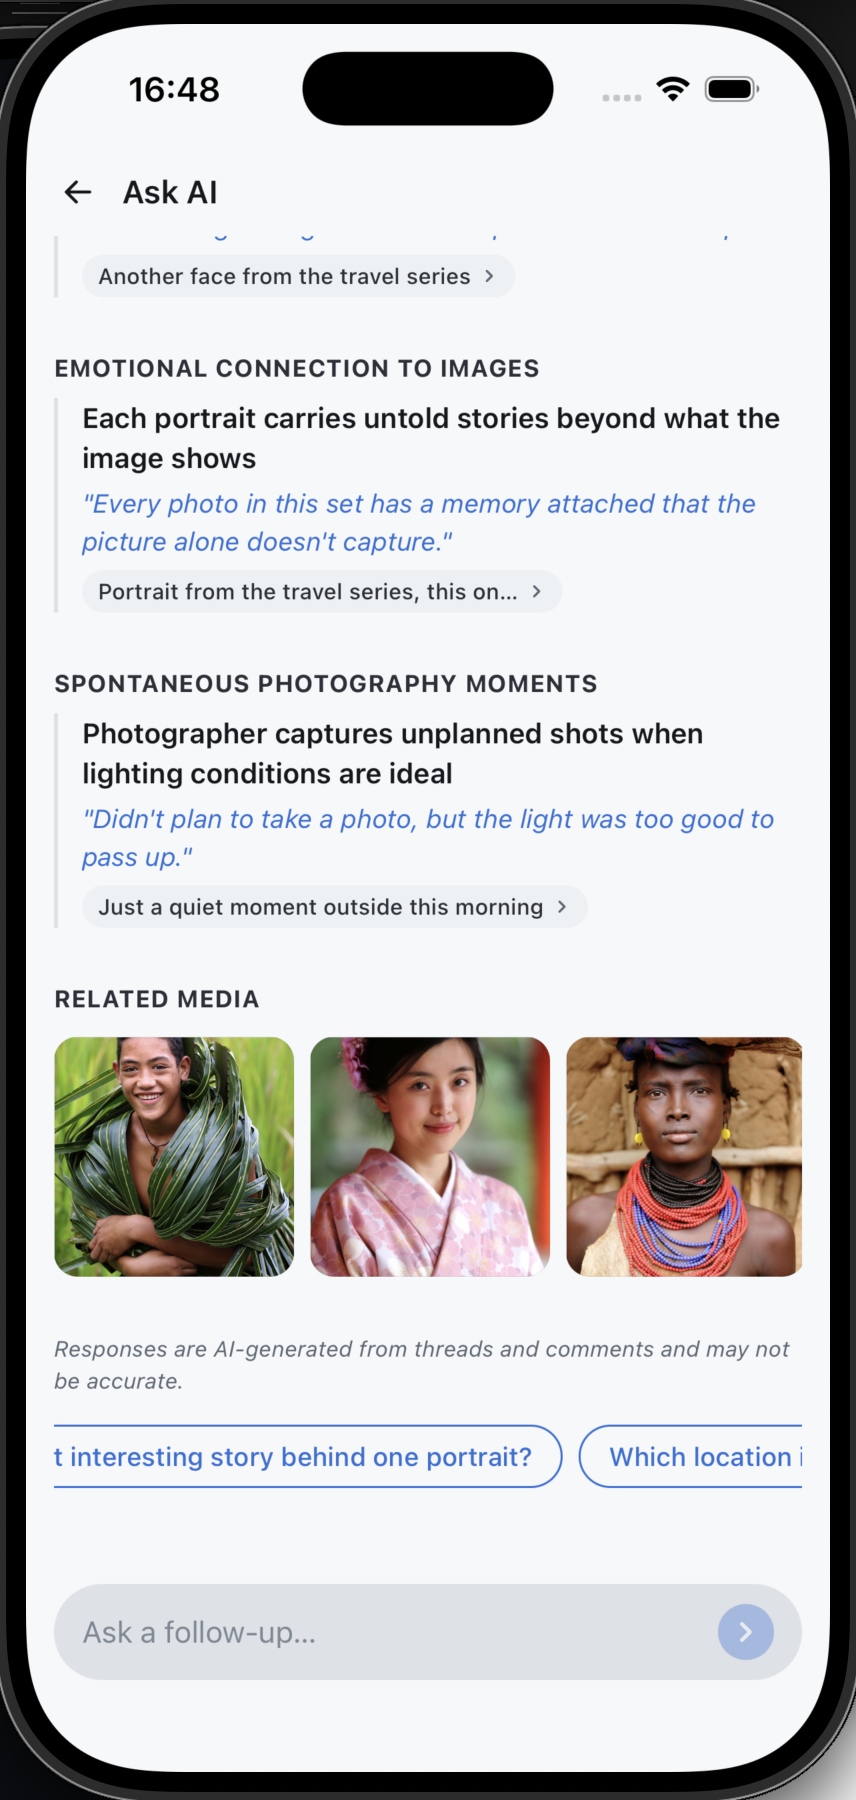 16:48
Ask AI
Another face from the travel series
EMOTIONAL CONNECTION TO IMAGES
Each portrait carries untold stories beyond what the
image shows
"Every photo in this set has a memory attached that the
picture alone doesn't capture."
Portrait from the travel series, this on...
SPONTANEOUS PHOTOGRAPHY MOMENTS
Photographer captures unplanned shots when
lighting conditions are ideal
"Didn't plan to take a photo, but the light was too good to
pass up."
Just a quiet moment outside this morning
RELATED MEDIA
Responses are AI-generated from threads and comments and may not
be accurate.
t interesting story behind one portrait?
Which location i
Ask a follow-up...